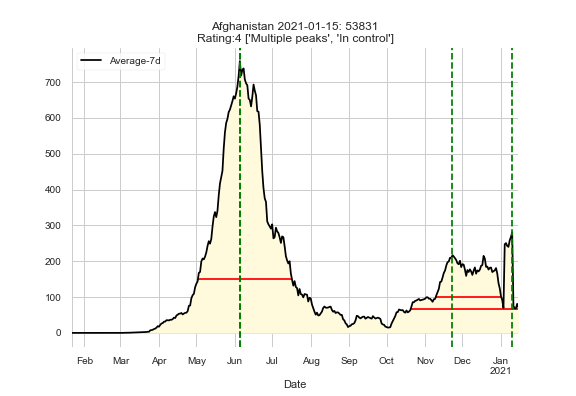 Afghanistan 2021-01-15: 53831
Rating:4 ['Multiple peaks', 'In control']
Average-7d
700
600
500
400
300
200
100
0
Feb Mar Apr May Jun Jul Aug Sep Oct Nov Dec Jan
2021
Date